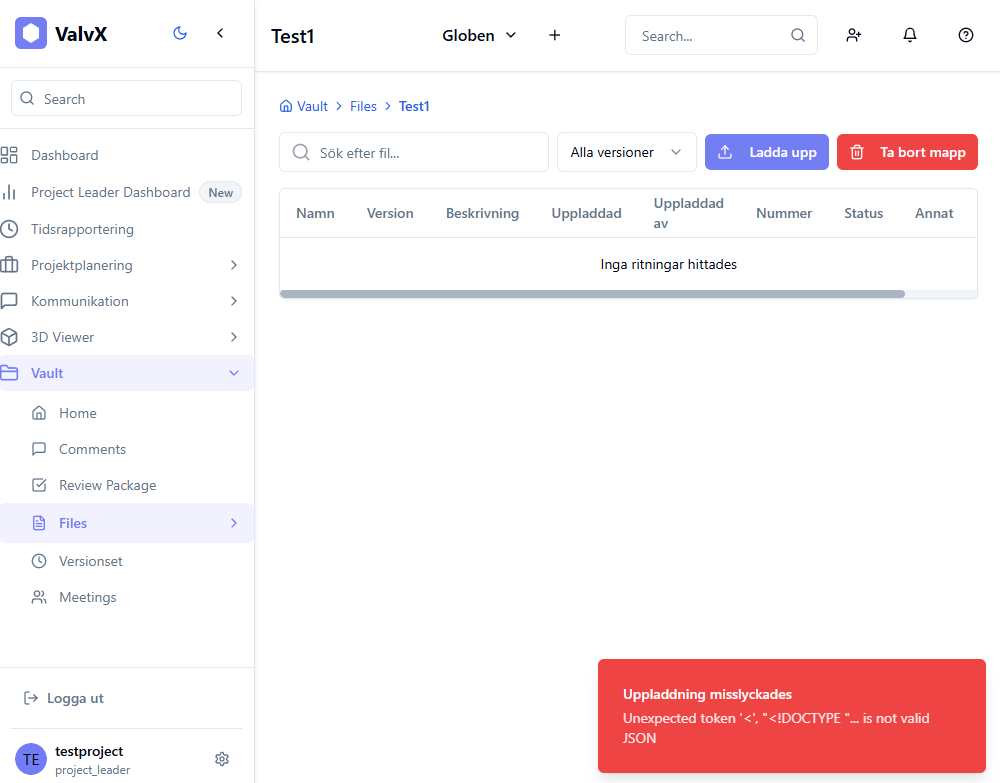 ValvX
Search
Dashboard
Project Leader Dashboard New
Tidsrapportering
Projektplanering
Kommunikation
3D Viewer
Vault
Home
Comments
Review Package
Files
Versionset
Meetings
Logga ut
TE
testproject
project_leader
Test1
Globen
Search...
Vault > Files > Test1
Sök efter fil...
Alla versioner
Ladda upp
Ta bort mapp
Namn Version Beskrivning Uppladdad Uppladdad av Nummer Status Annat
Inga ritningar hittades
Uppladdning misslyckades
Unexpected token '<', "<!DOCTYPE "... is not valid
JSON